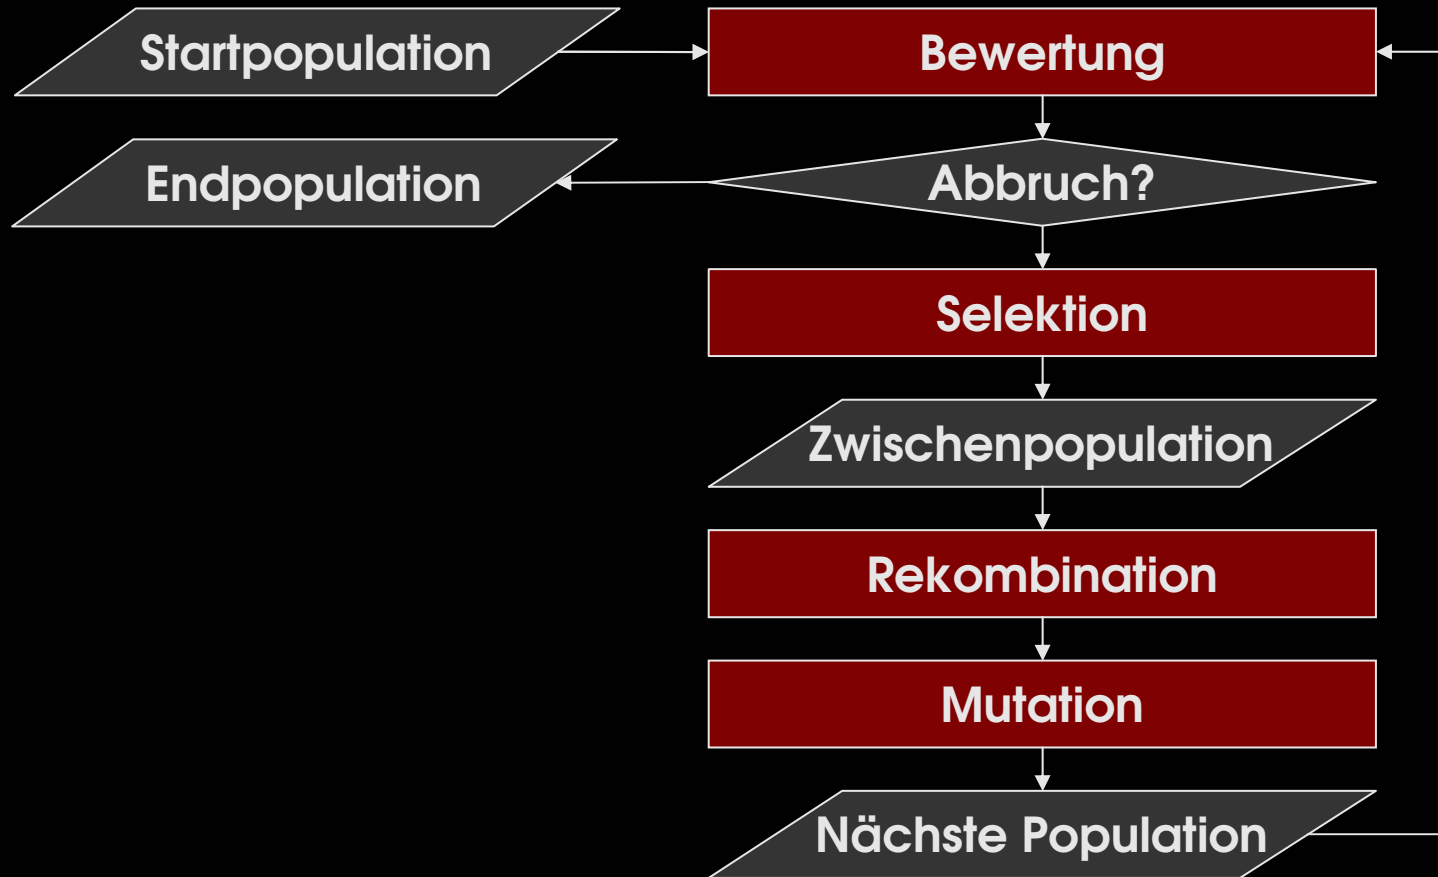 Startpopulation
Bewertung
Endpopulation
Abbruch?
Selektion
Zwischenpopulation
Rekombination
Mutation
Nächste Population